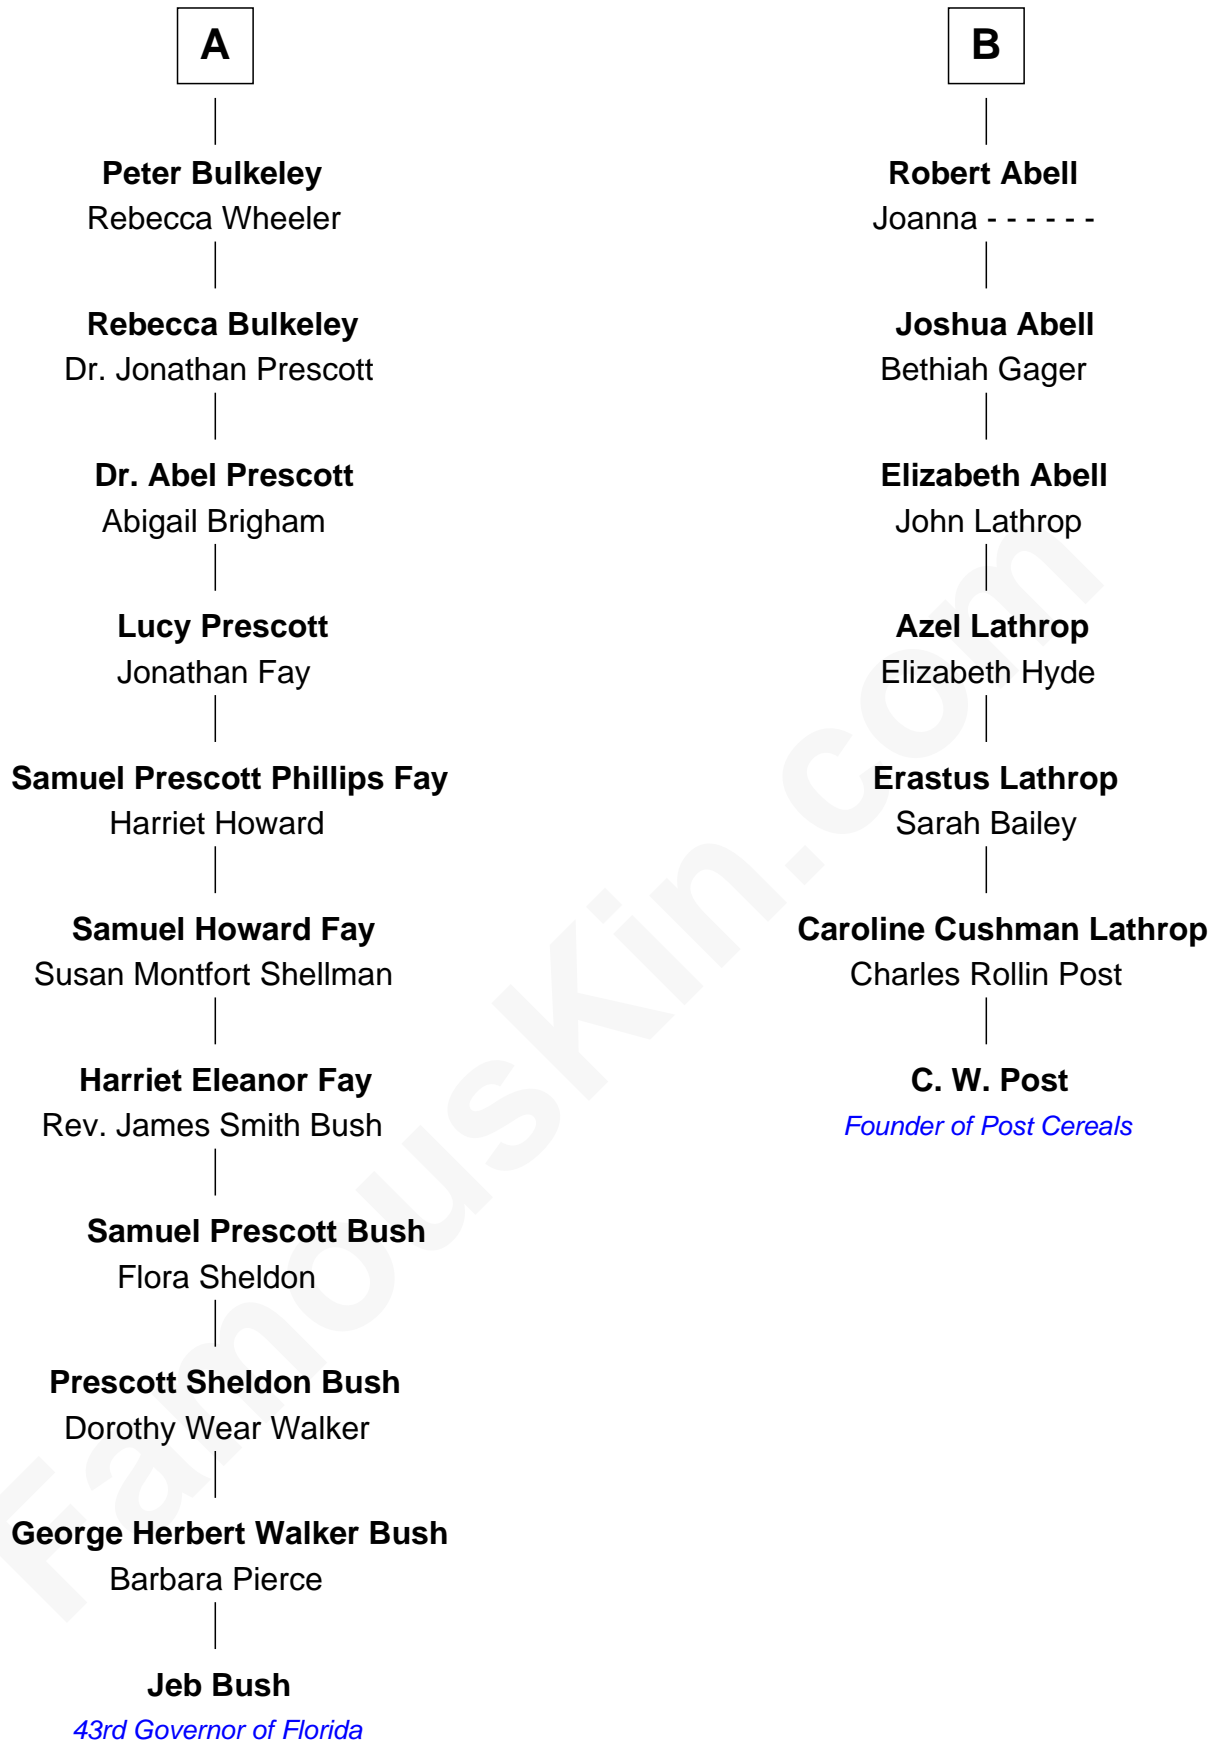 A
Peter Bulkeley
Rebecca Wheeler
Rebecca Bulkeley
Dr. Jonathan Prescott
Dr. Abel Prescott
Abigail Brigham
Lucy Prescott
Jonathan Fay
Samuel Prescott Phillips Fay
Harriet Howard
Samuel Howard Fay
Susan Montfort Shellman
Harriet Eleanor Fay
Rev. James Smith Bush
Samuel Prescott Bush
Flora Sheldon
Prescott Sheldon Bush
Dorothy Wear Walker
George Herbert Walker Bush
Barbara Pierce
Jeb Bush
43rd Governor of Florida
B
Robert Abell
Joanna - - - - - -
Joshua Abell
Bethiah Gager
Elizabeth Abell
John Lathrop
Azel Lathrop
Elizabeth Hyde
Erastus Lathrop
Sarah Bailey
Caroline Cushman Lathrop
Charles Rollin Post
C. W. Post
Founder of Post Cereals
FamousKin.com